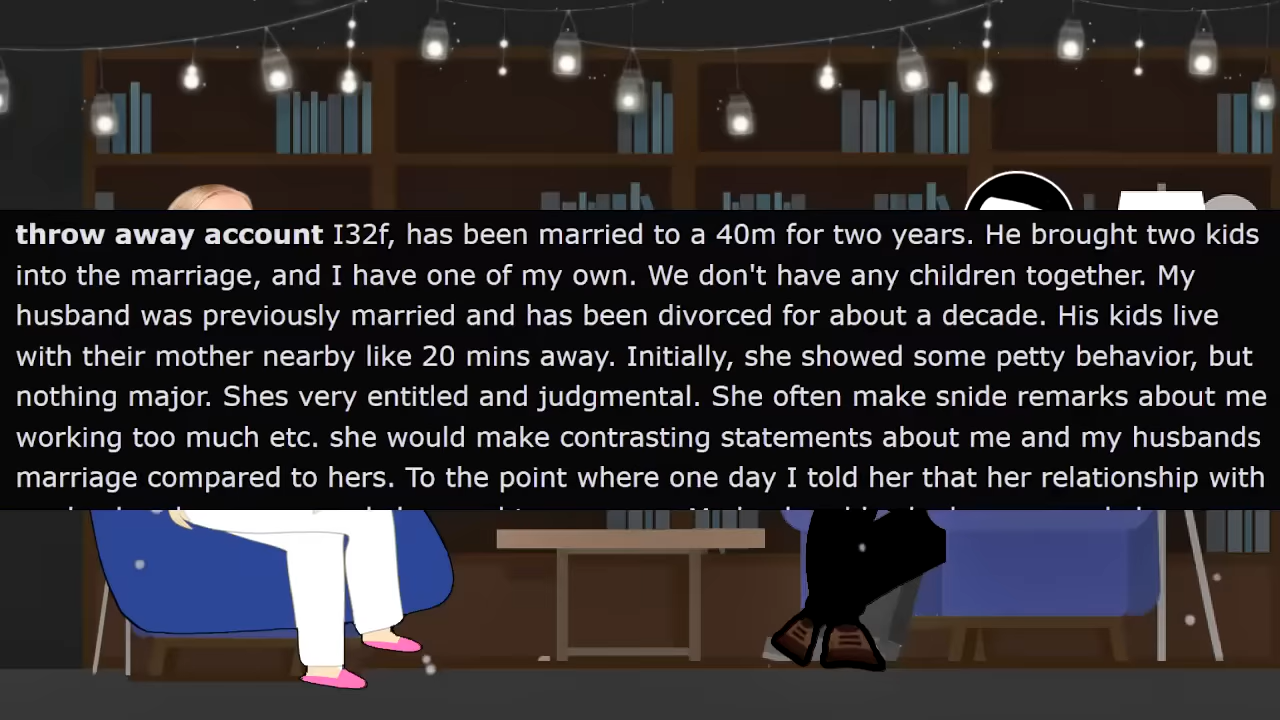 throw away account I32f, has been married to a 40m for two years. He brought two kids
into the marriage, and I have one of my own. We don't have any children together. My
husband was previously married and has been divorced for about a decade. His kids live
with their mother nearby like 20 mins away. Initially, she showed some petty behavior, but
nothing major. Shes very entitled and judgmental. She often make snide remarks about me
working too much etc. she would make contrasting statements about me and my husbands
marriage compared to hers. To the point where one day I told her that her relationship with